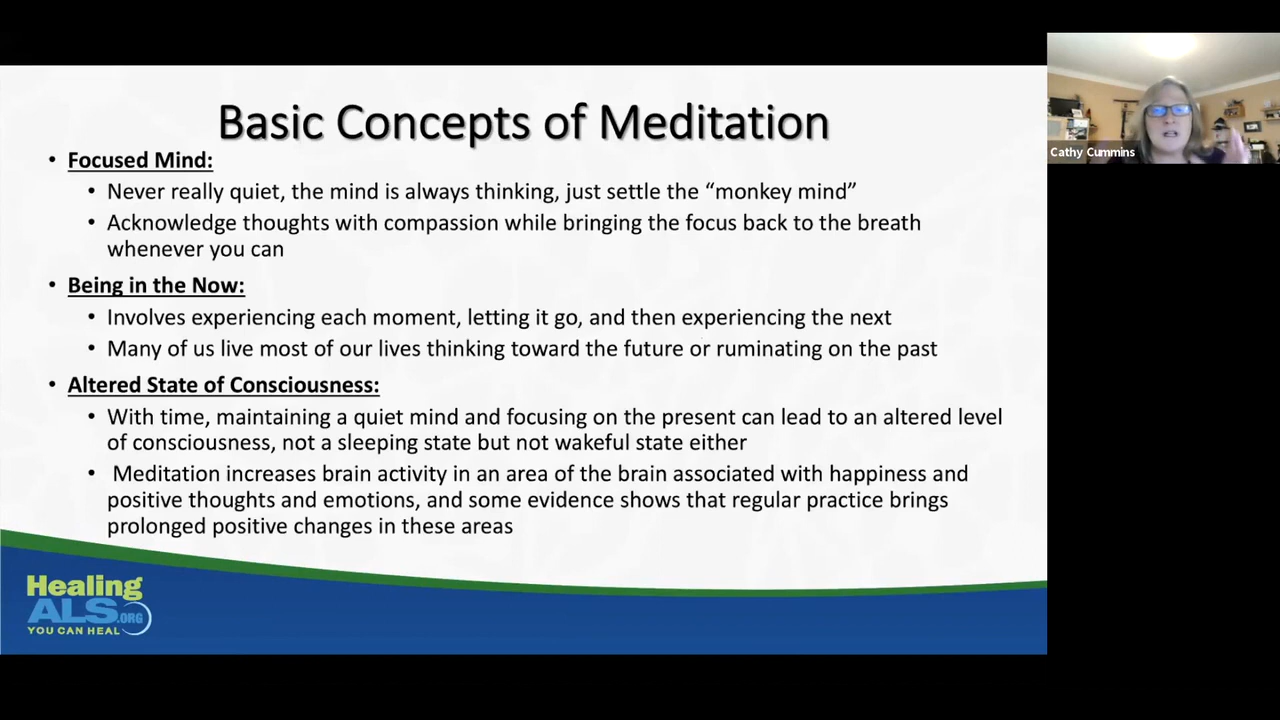 Basic Concepts of Meditation
• Focused Mind:
• Never really quiet, the mind is always thinking, just settle the “monkey mind”
• Acknowledge thoughts with compassion while bringing the focus back to the breath
whenever you can
• Being in the Now:
• Involves experiencing each moment, letting it go, and then experiencing the next
• Many of us live most of our lives thinking toward the future or ruminating on the past
• Altered State of Consciousness:
• With time, maintaining a quiet mind and focusing on the present can lead to an altered level
of consciousness, not a sleeping state but not wakeful state either
• Meditation increases brain activity in an area of the brain associated with happiness and
positive thoughts and emotions, and some evidence shows that regular practice brings
prolonged positive changes in these areas
Healing
ALS.ORG
YOU CAN HEAL
Cathy Cummins